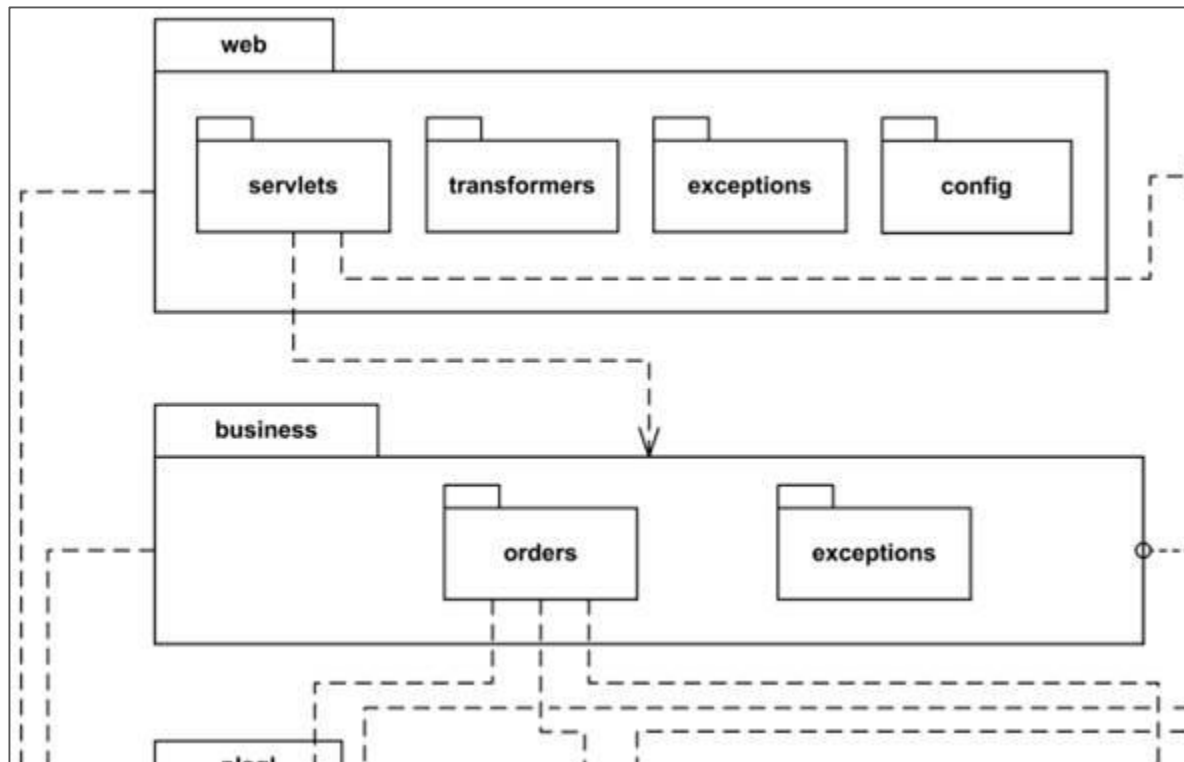 web
servlets
transformers
exceptions
config
business
orders
exceptions